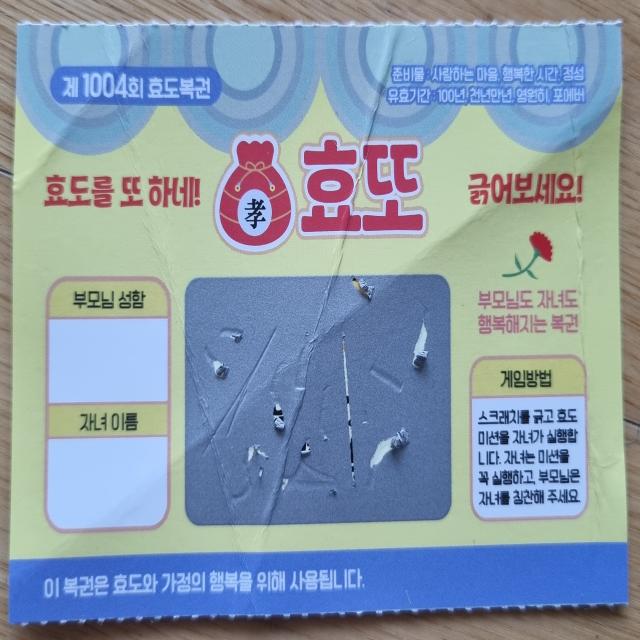 제 1004회 효도복권
준비물 : 사랑하는 마음, 행복한 시간, 정성
유효기간 : 100년, 천년만년, 영원히, 포에버
효도를 또 하네!
孝
효또
긁어보세요!
부모님도 자녀도
행복해지는 복권
부모님 성함
자녀 이름
게임방법
스크래치를 긁고 효도
미션을 자녀가 실행합
니다. 자녀는 미션을
꼭 실행하고, 부모님은
자녀를 칭찬해 주세요.
이 복권은 효도와 가정의 행복을 위해 사용됩니다.